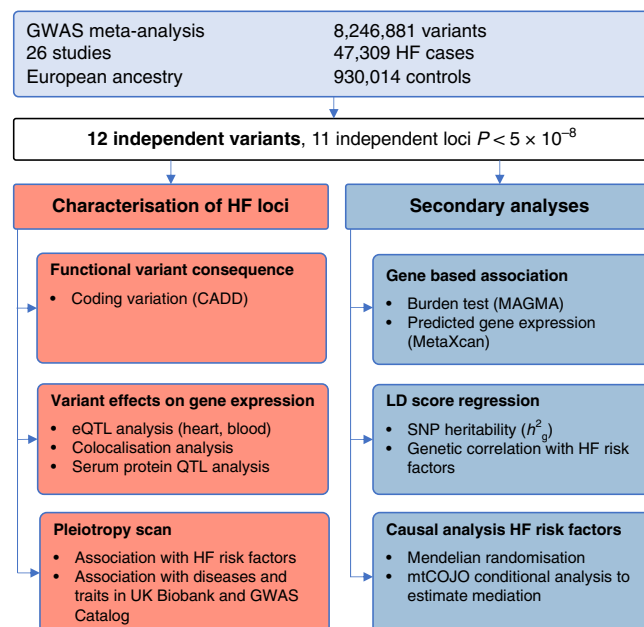 GWAS meta-analysis
26 studies
European ancestry
8,246,881 variants
47,309 HF cases
930,014 controls
12 independent variants, 11 independent loci P < 5 × 10⁻⁸
Characterisation of HF loci
Functional variant consequence
• Coding variation (CADD)
Variant effects on gene expression
• eQTL analysis (heart, blood)
• Colocalisation analysis
• Serum protein QTL analysis
Pleiotropy scan
• Association with HF risk factors
• Association with diseases and
traits in UK Biobank and GWAS
Catalog
Secondary analyses
Gene based association
• Burden test (MAGMA)
• Predicted gene expression
(MetaXcan)
LD score regression
• SNP heritability (h²g)
• Genetic correlation with HF risk
factors
Causal analysis HF risk factors
• Mendelian randomisation
• mtCOJO conditional analysis to
estimate mediation